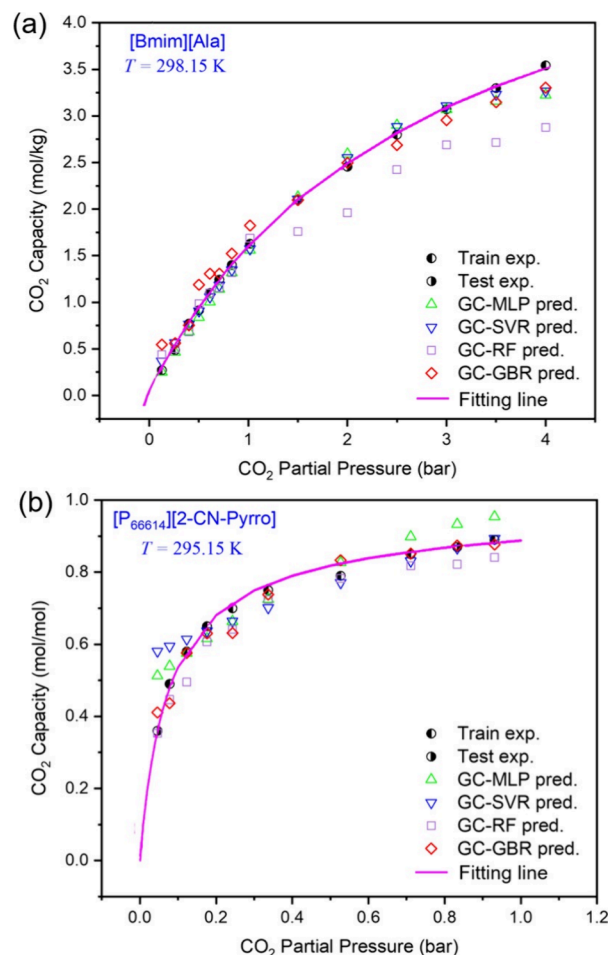 (a)
[Bmim][Ala]
T = 298.15 K
CO₂ Capacity (mol/kg)
4.0
3.5
3.0
2.5
2.0
1.5
1.0
0.5
0.0
Train exp.
Test exp.
GC-MLP pred.
GC-SVR pred.
GC-RF pred.
GC-GBR pred.
Fitting line
0 1 2 3 4
CO₂ Partial Pressure (bar)
(b)
[P₆₆₆₁₄][2-CN-Pyrro]
T = 295.15 K
CO₂ Capacity (mol/mol)
1.0
0.8
0.6
0.4
0.2
0.0
Train exp.
Test exp.
GC-MLP pred.
GC-SVR pred.
GC-RF pred.
GC-GBR pred.
Fitting line
0.0 0.2 0.4 0.6 0.8 1.0 1.2
CO₂ Partial Pressure (bar)